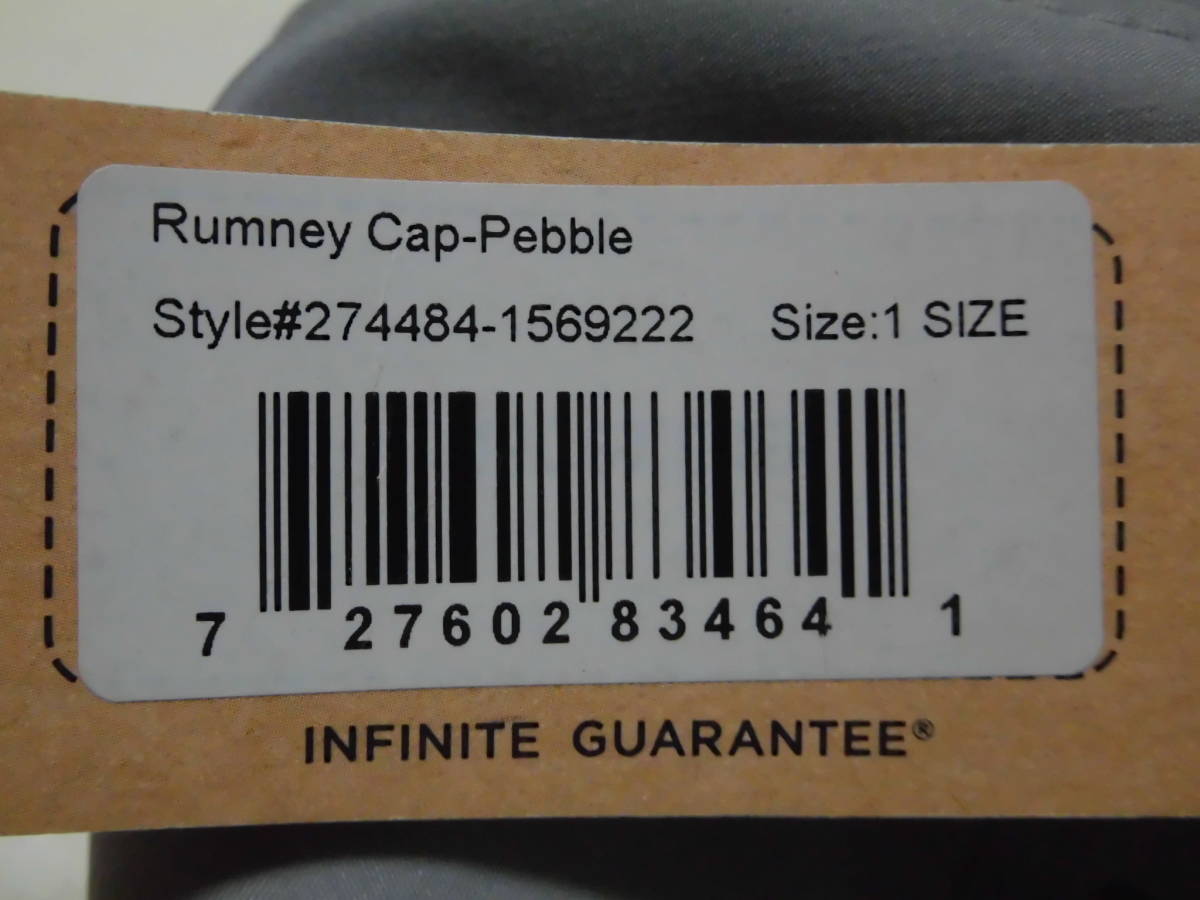 Rumney Cap-Pebble
Style#274484-1569222 Size:1 SIZE
7 27602 83464 1
INFINITE GUARANTEE®